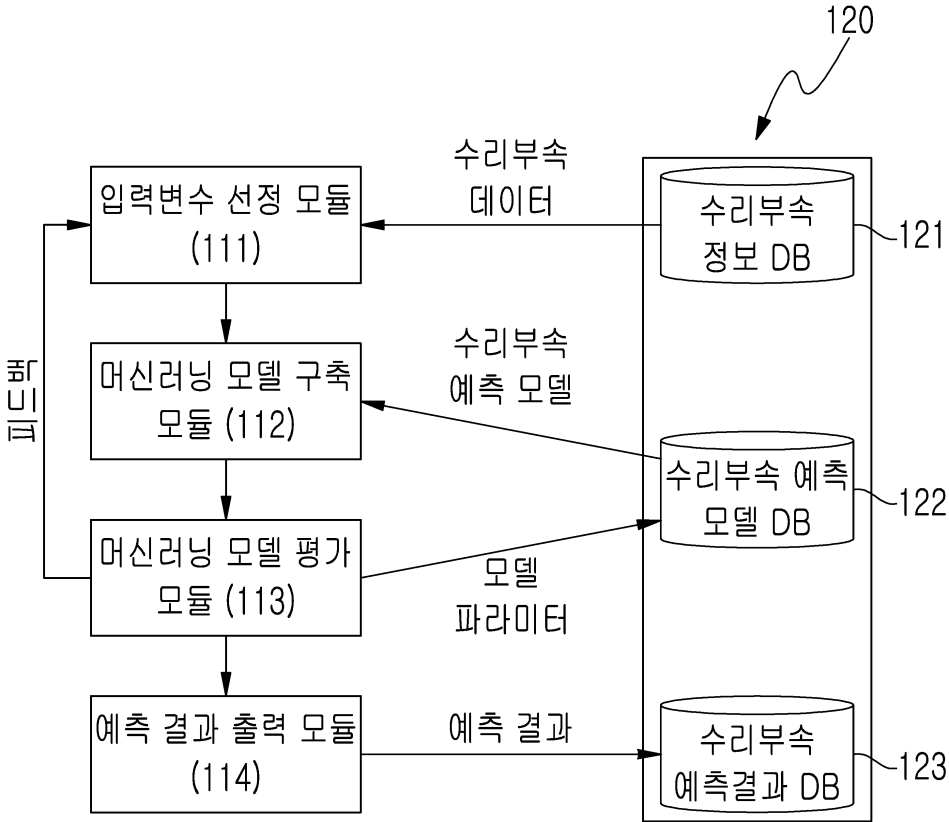 120
수리부속
데이터
입력변수 선정 모듈
(111)
수리부속
정보 DB
121
수리부속
예측 모델
머신러닝 모델 구축
모듈 (112)
피드백
수리부속 예측
모델 DB
122
머신러닝 모델 평가
모듈 (113)
모델
파라미터
예측 결과 출력 모듈
(114)
예측 결과
수리부속
예측결과 DB
123